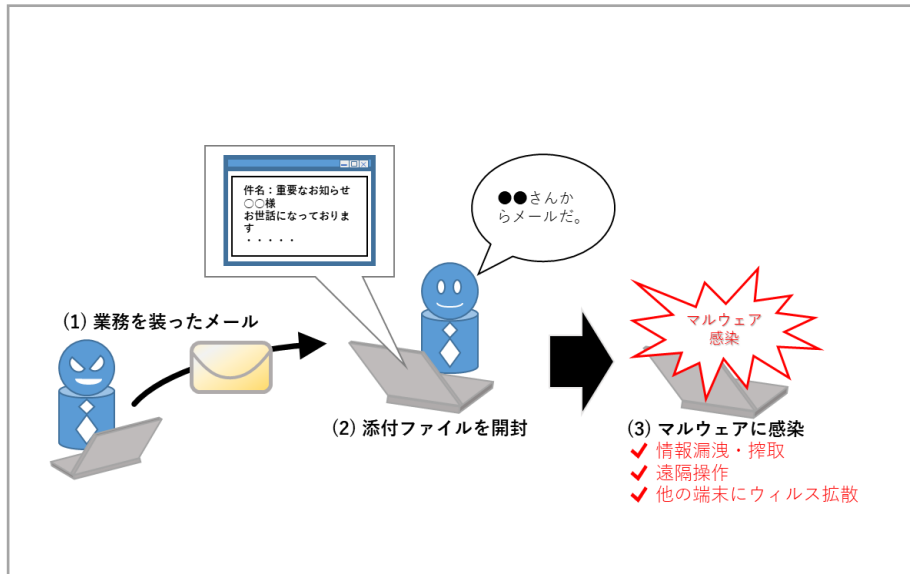 件名：重要なお知らせ
〇〇様
お世話になっておりま
す
・・・・・
●●さんか
らメールだ。
(1) 業務を装ったメール
マルウェア
感染
(2) 添付ファイルを開封
(3) マルウェアに感染
情報漏洩・搾取
遠隔操作
他の端末にウィルス拡散